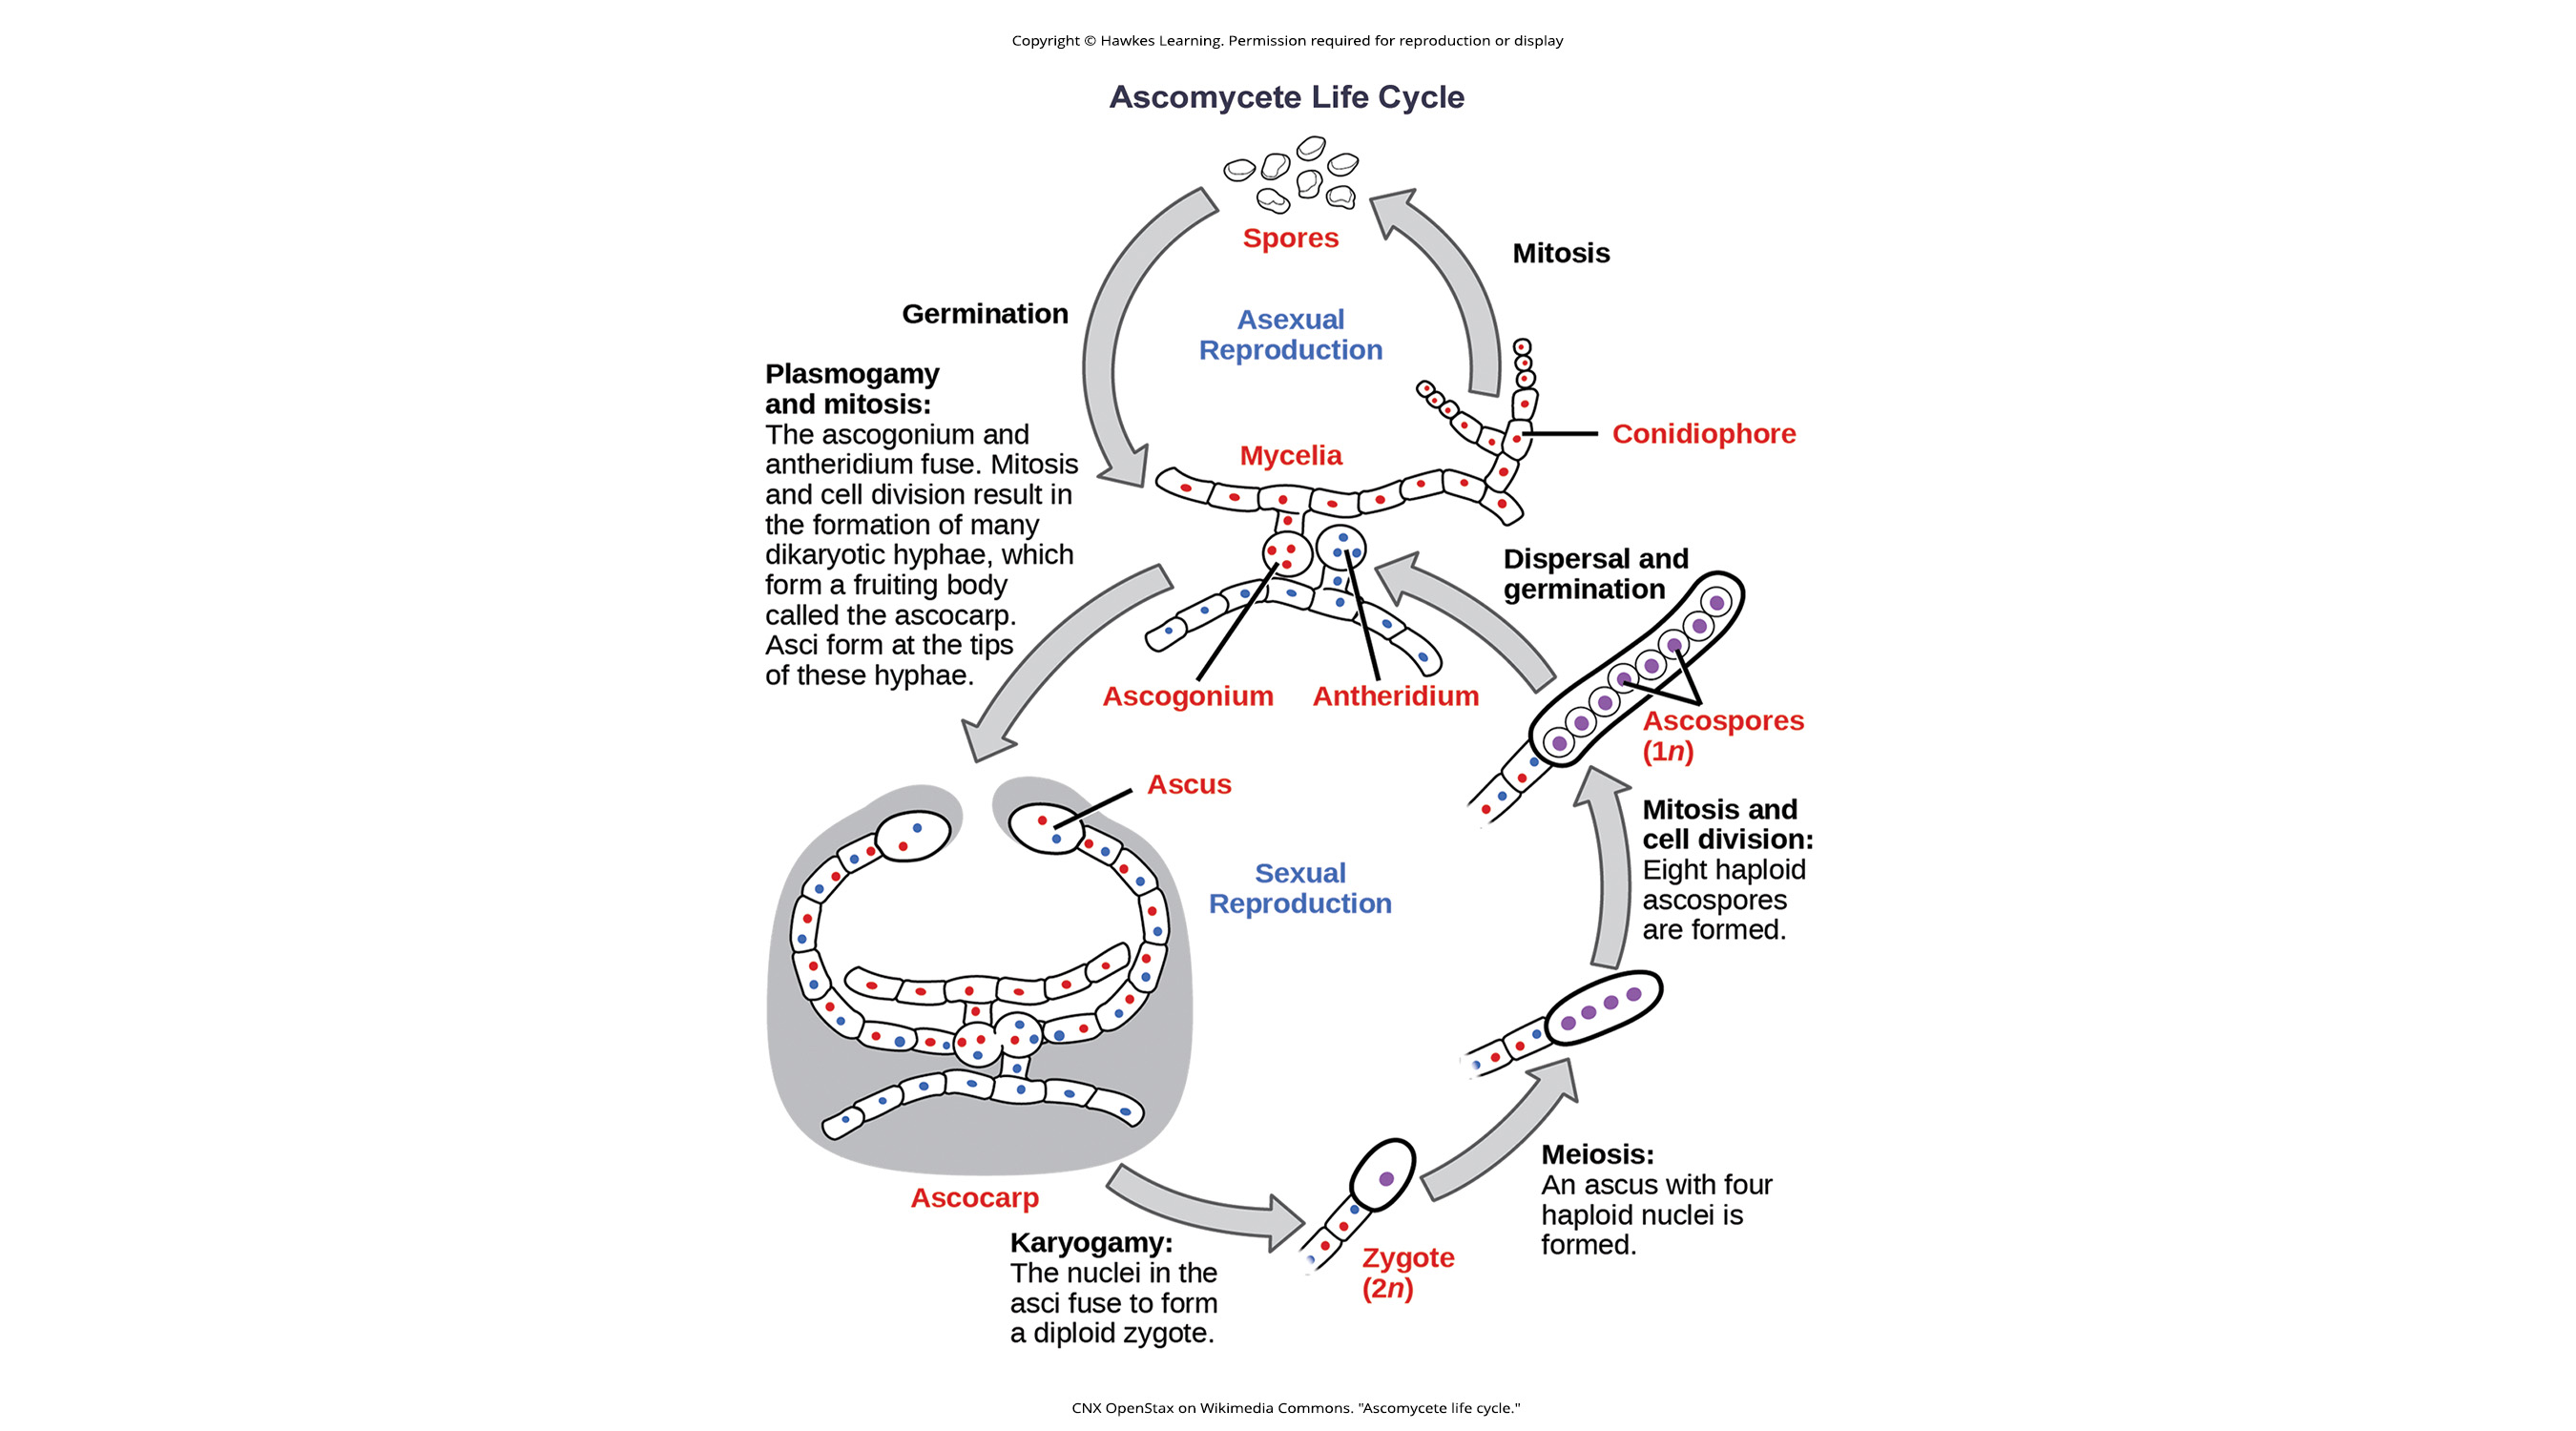 Copyright © Hawkes Learning. Permission required for reproduction or display
Ascomycete Life Cycle
Spores
Mitosis
Germination
Asexual
Reproduction
Plasmogamy
and mitosis:
The ascogonium and
antheridium fuse. Mitosis
and cell division result in
the formation of many
dikaryotic hyphae, which
form a fruiting body
called the ascocarp.
Asci form at the tips
of these hyphae.
Conidiophore
Mycelia
Dispersal and
germination
Ascogonium
Antheridium
Ascospores
(1n)
Ascus
Mitosis and
cell division:
Eight haploid
ascospores
are formed.
Sexual
Reproduction
Meiosis:
An ascus with four
haploid nuclei is
formed.
Ascocarp
Karyogamy:
The nuclei in the
asci fuse to form
a diploid zygote.
Zygote
(2n)
CNX OpenStax on Wikimedia Commons. "Ascomycete life cycle."